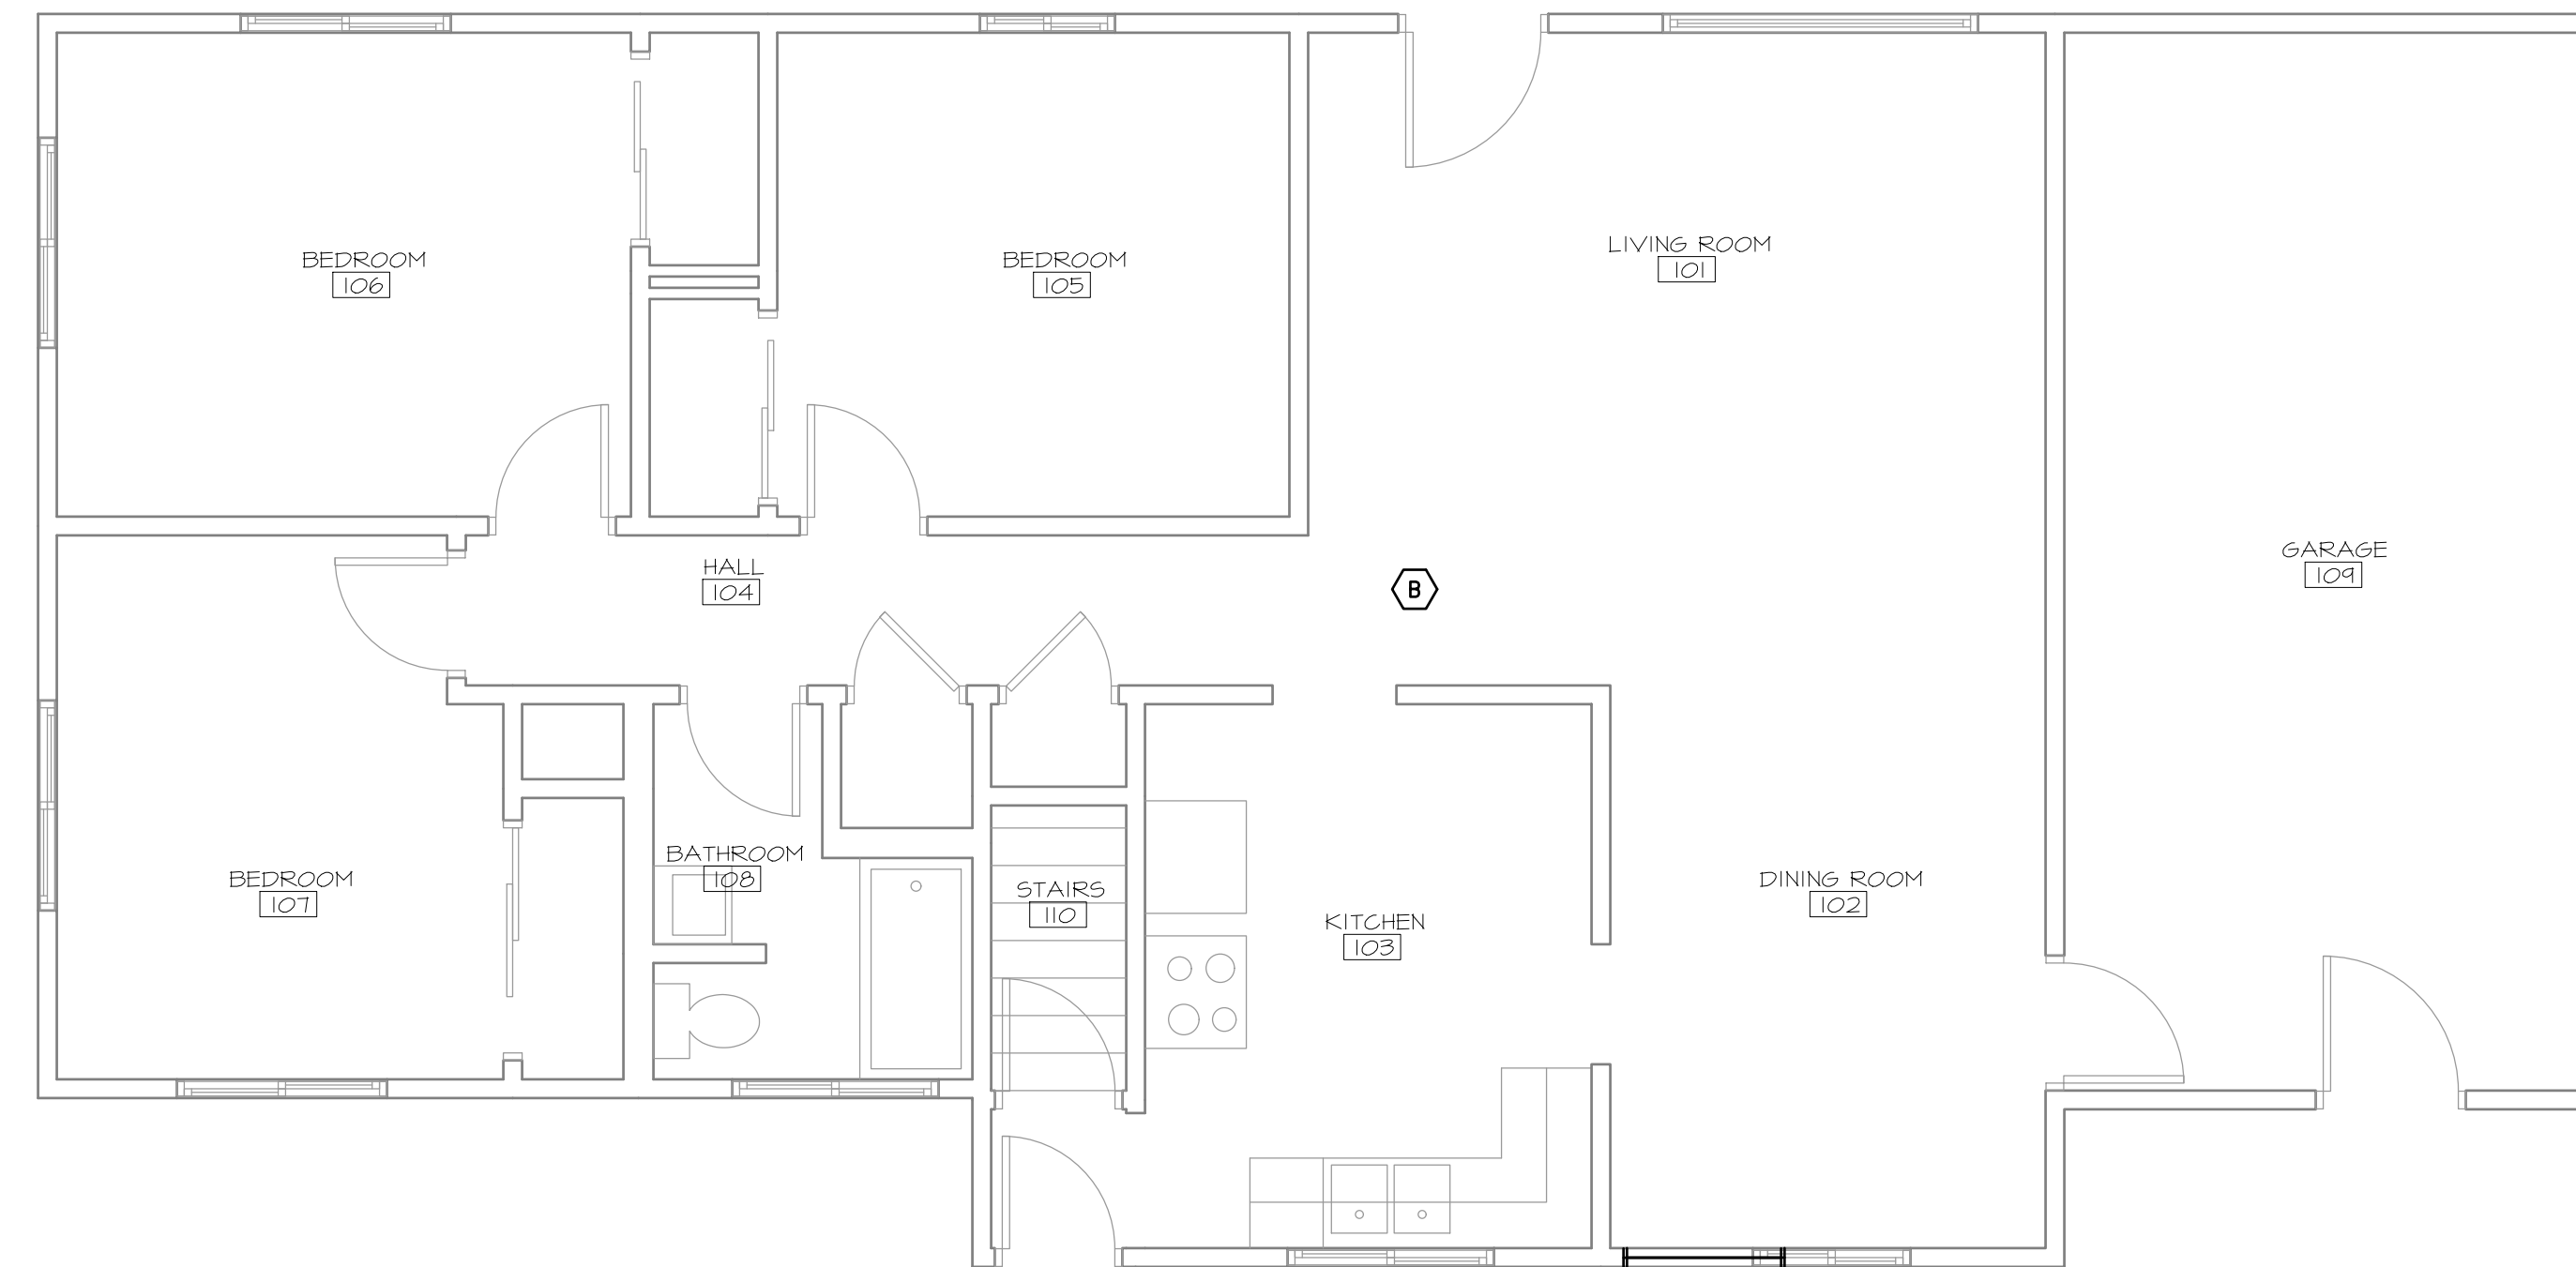 LIVING ROOM
101
BEDROOM
106
BEDROOM
105
GARAGE
109
HALL
104
B
BATHROOM
108
BEDROOM
107
STAIRS
110
DINING ROOM
102
KITCHEN
103